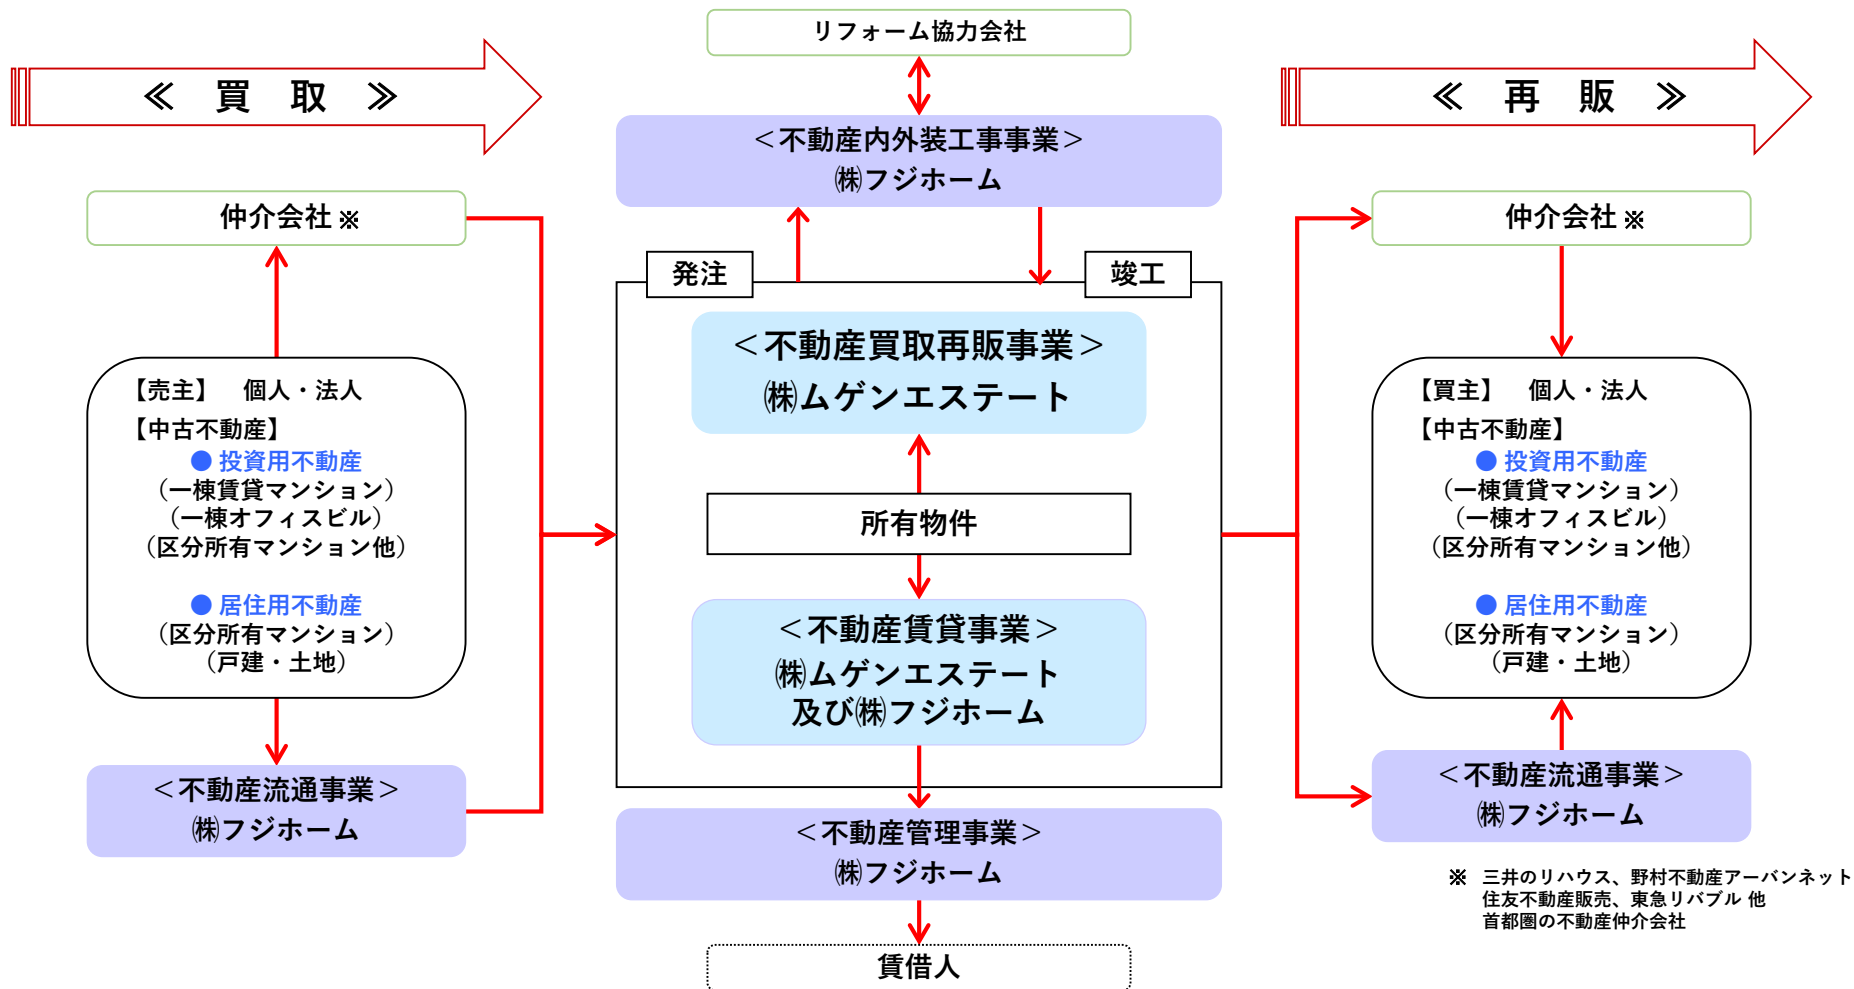 リフォーム協力会社
≪ 買 取 ≫
≪ 再 販 ≫
＜不動産内外装工事事業＞
㈱フジホーム
仲介会社※
仲介会社※
発注
竣工
＜不動産買取再販事業＞
㈱ムゲンエステート
【売主】 個人・法人
【中古不動産】
● 投資用不動産
（一棟賃貸マンション）
（一棟オフィスビル）
（区分所有マンション他）
● 居住用不動産
（区分所有マンション）
（戸建・土地）
所有物件
＜不動産賃貸事業＞
㈱ムゲンエステート
及び㈱フジホーム
【買主】 個人・法人
【中古不動産】
● 投資用不動産
（一棟賃貸マンション）
（一棟オフィスビル）
（区分所有マンション他）
● 居住用不動産
（区分所有マンション）
（戸建・土地）
＜不動産流通事業＞
㈱フジホーム
＜不動産管理事業＞
㈱フジホーム
＜不動産流通事業＞
㈱フジホーム
賃借人
※ 三井のリハウス、野村不動産アーバンネット
住友不動産販売、東急リバブル 他
首都圏の不動産仲介会社